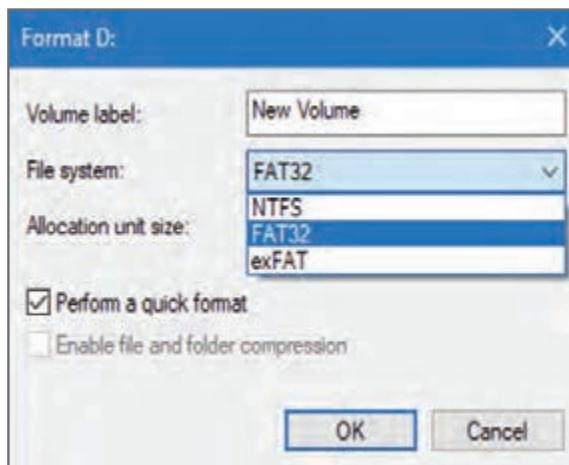 Format D:
Volume label: New Volume
File system: FAT32
NTFS
Allocation unit size: FAT32
exFAT
Perform a quick format
Enable file and folder compression
OK Cancel